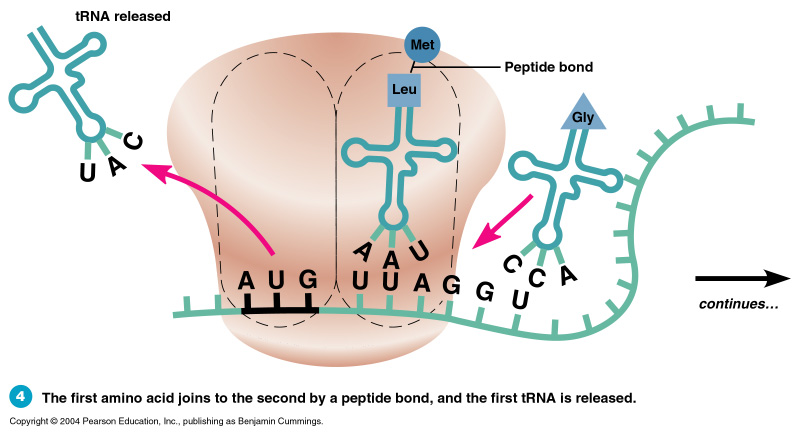 tRNA released
Met
Peptide bond
Leu
Gly
U A C
A A U
C C A
A U G U U A G G U
continues...
4 The first amino acid joins to the second by a peptide bond, and the first tRNA is released.
Copyright © 2004 Pearson Education, Inc., publishing as Benjamin Cummings.